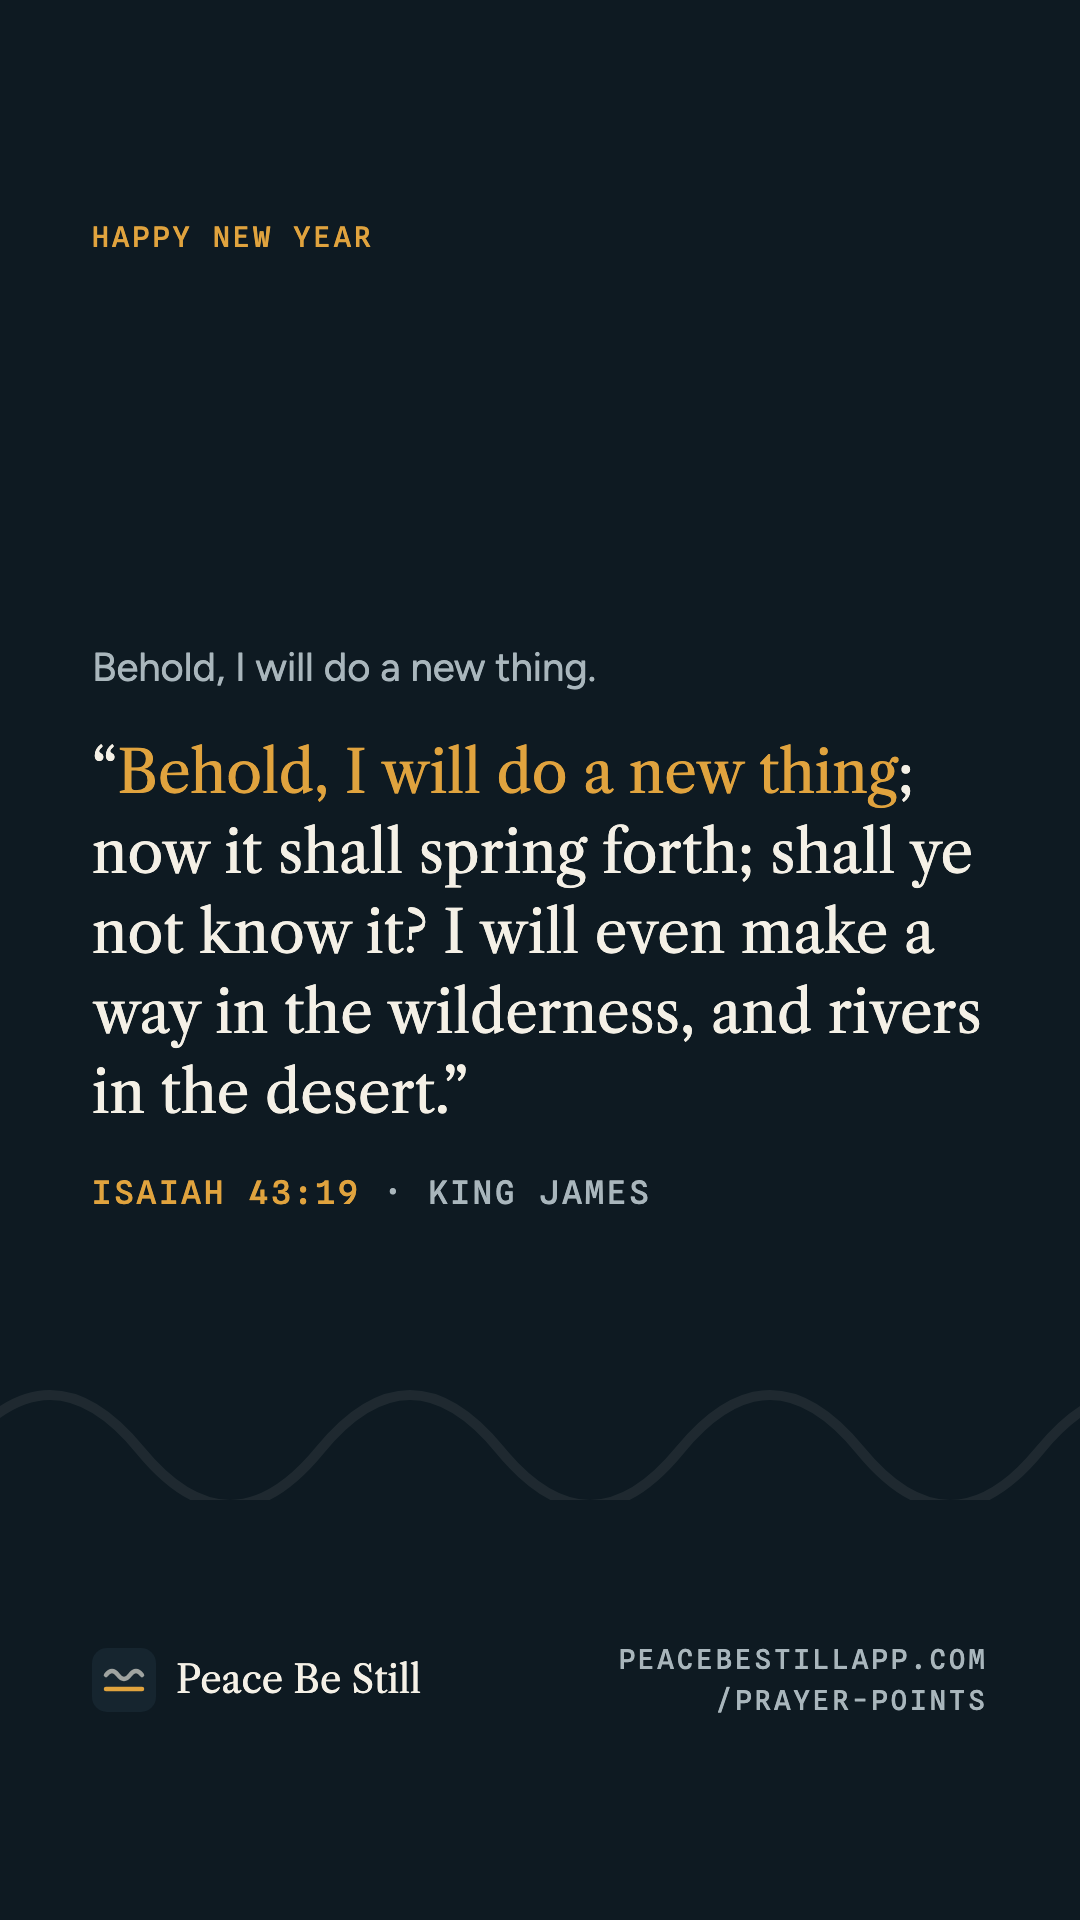 HAPPY NEW YEAR
Behold, I will do a new thing.
“Behold, I will do a new thing;
now it shall spring forth; shall ye
not know it? I will even make a
way in the wilderness, and rivers
in the desert.”
ISAIAH 43:19 · KING JAMES
Peace Be Still
PEACEBESTILLAPP.COM
/PRAYER-POINTS